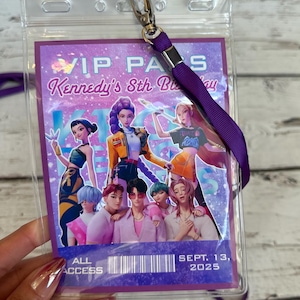 VIP PASS
Kennedy's 8th Birthday
ALL SEPT. 13,
ACCESS 2025